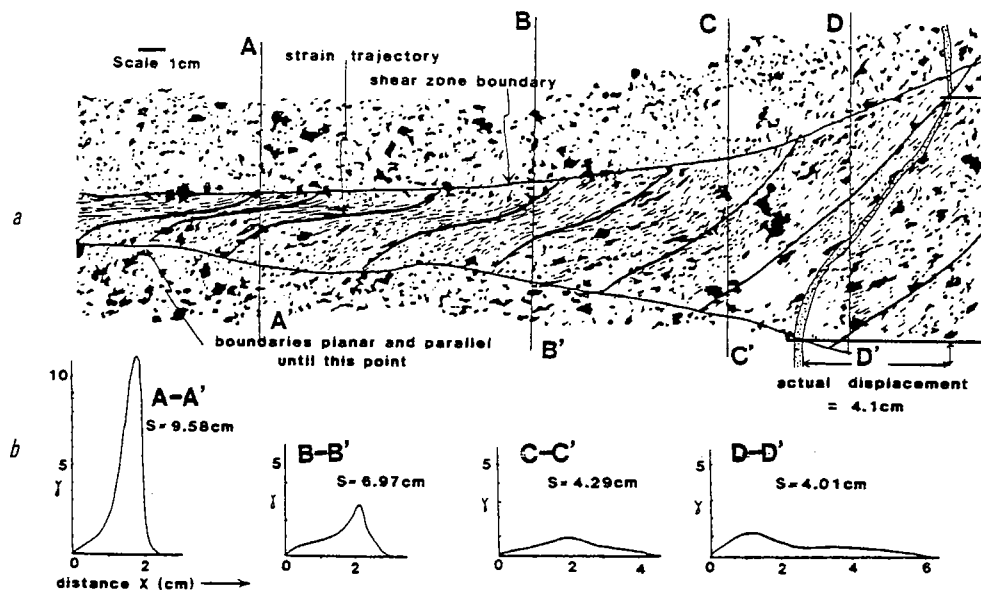 A B C D
Scale 1cm
strain trajectory
shear zone boundary
a
A B' C' D'
boundaries planar and parallel
until this point
actual displacement
= 4.1cm
b
A-A'
S=9.58cm
10
5
γ
0 2
distance X (cm)
B-B'
S=6.97cm
5
γ
0 2
C-C'
S=4.29cm
5
γ
0 2 4
D-D'
S=4.01cm
5
γ
0 2 4 6